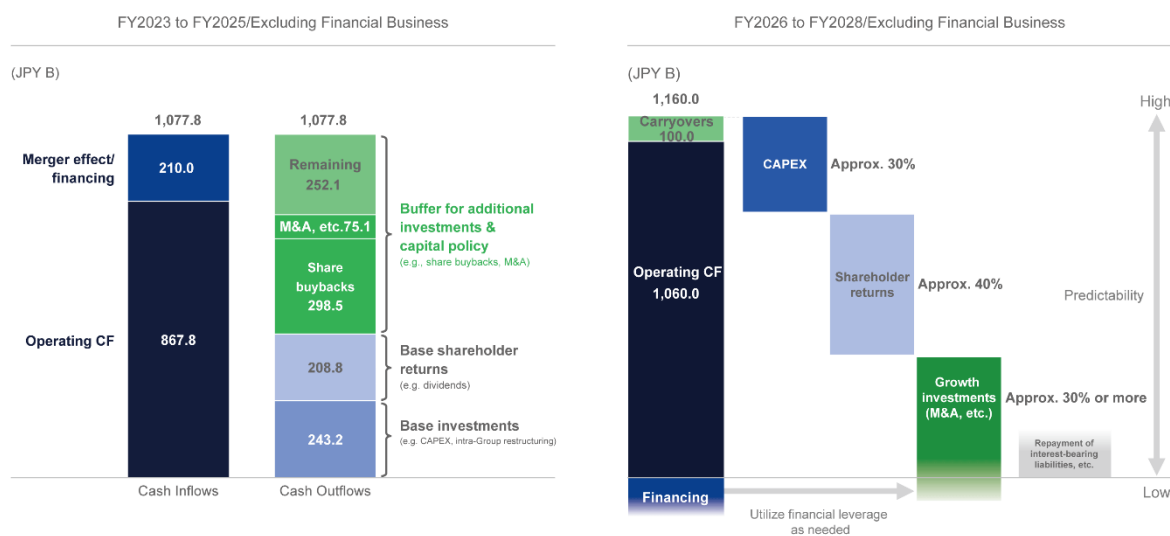 FY2023 to FY2025/Excluding Financial Business
(JPY B)
1,077.8
1,077.8
Merger effect/
financing
210.0
Remaining
252.1
M&A, etc.75.1
Share
buybacks
298.5
Buffer for additional
investments &
capital policy
(e.g., share buybacks, M&A)
Operating CF
867.8
208.8
Base shareholder
returns
(e.g. dividends)
243.2
Base investments
(e.g. CAPEX, intra-Group restructuring)
Cash Inflows
Cash Outflows
FY2026 to FY2028/Excluding Financial Business
(JPY B)
1,160.0
Carryovers
100.0
Operating CF
1,060.0
CAPEX
Approx. 30%
Shareholder
returns
Approx. 40%
Growth
investments
(M&A, etc.)
Approx. 30% or more
Repayment of
interest-bearing
liabilities, etc.
Financing
Utilize financial leverage
as needed
High
Predictability
Low